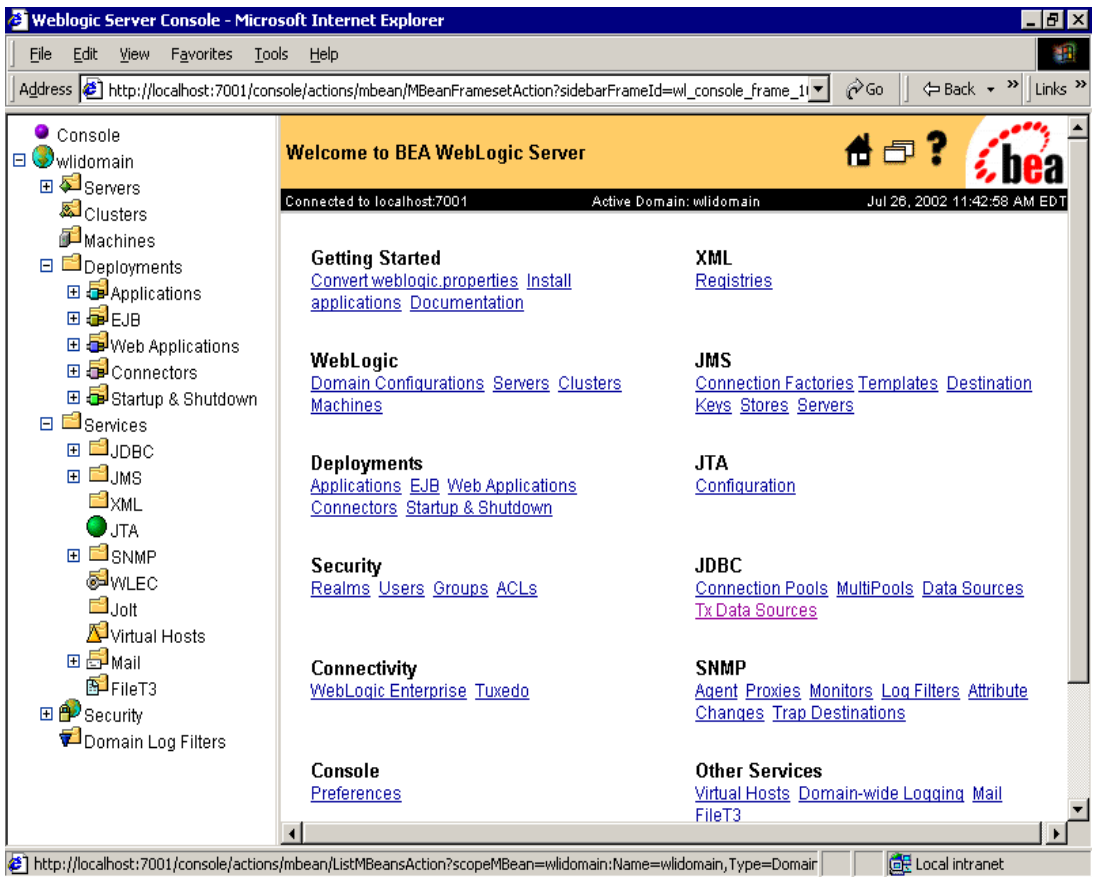 Weblogic Server Console - Microsoft Internet Explorer
File Edit View Favorites Tools Help
Address http://localhost:7001/console/actions/mbean/MBeanFramesetAction?sidebarFrameId=wl_console_frame_1 Go Back Links
Console
wlidomain
Servers
Clusters
Machines
Deployments
Applications
EJB
Web Applications
Connectors
Startup & Shutdown
Services
JDBC
JMS
XML
JTA
SNMP
WLEC
Jolt
Virtual Hosts
Mail
FileT3
Security
Domain Log Filters
Welcome to BEA WebLogic Server
?
bea
Connected to localhost:7001 Active Domain: wlidomain Jul 26, 2002 11:42:58 AM EDT
Getting Started
Convert weblogic.properties Install
applications Documentation
XML
Registries
WebLogic
Domain Configurations Servers Clusters
Machines
JMS
Connection Factories Templates Destination
Keys Stores Servers
Deployments
Applications EJB Web Applications
Connectors Startup & Shutdown
JTA
Configuration
Security
Realms Users Groups ACLs
JDBC
Connection Pools MultiPools Data Sources
Tx Data Sources
Connectivity
WebLogic Enterprise Tuxedo
SNMP
Agent Proxies Monitors Log Filters Attribute
Changes Trap Destinations
Console
Preferences
Other Services
Virtual Hosts Domain-wide Logging Mail
FileT3
http://localhost:7001/console/actions/mbean/ListMBeansAction?scopeMBean=wlidomain:Name=wlidomain,Type=Domain Local intranet